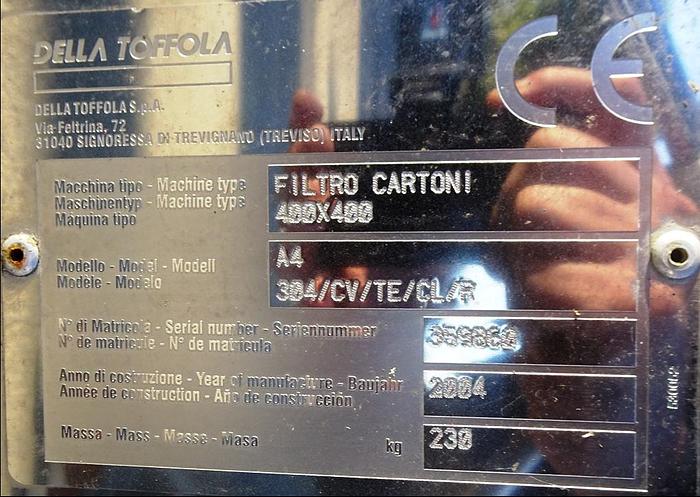 DELLA TOFFOLA
DELLA TOFFOLA S.p.A.
Via Feltrina, 72
31040 SIGNORESSA DI TREVIGNANO (TREVISO) ITALY
CE
Macchina tipo - Machine type
Maschinentyp - Machine type
Máquina tipo
FILTRO CARTONI
400X400
Modello - Model - Modell
Modèle - Modelo
A4
304/CV/TE/CL/R
N° di Matricola - Serial number - Seriennummer
N° de matricule - N° de matrícula
Anno di costruzione - Year of manufacture - Baujahr
Année de construction - Año de construcción
2004
Massa - Mass - Masse - Masa
kg
230